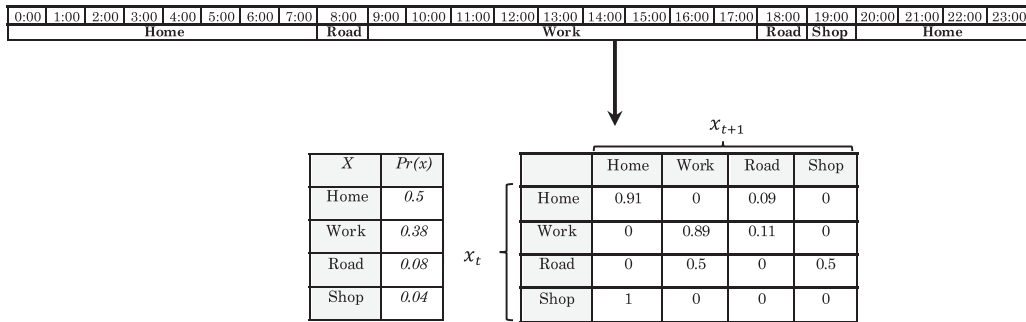 0:00 1:00 2:00 3:00 4:00 5:00 6:00 7:00 8:00 9:00 10:00 11:00 12:00 13:00 14:00 15:00 16:00 17:00 18:00 19:00 20:00 21:00 22:00 23:00
Home Road Work Road Shop Home
x_{t+1}
X Pr(x)
Home 0.5
Work 0.38
Road 0.08
Shop 0.04
x_t
Home Work Road Shop
Home 0.91 0 0.09 0
Work 0 0.89 0.11 0
Road 0 0.5 0 0.5
Shop 1 0 0 0